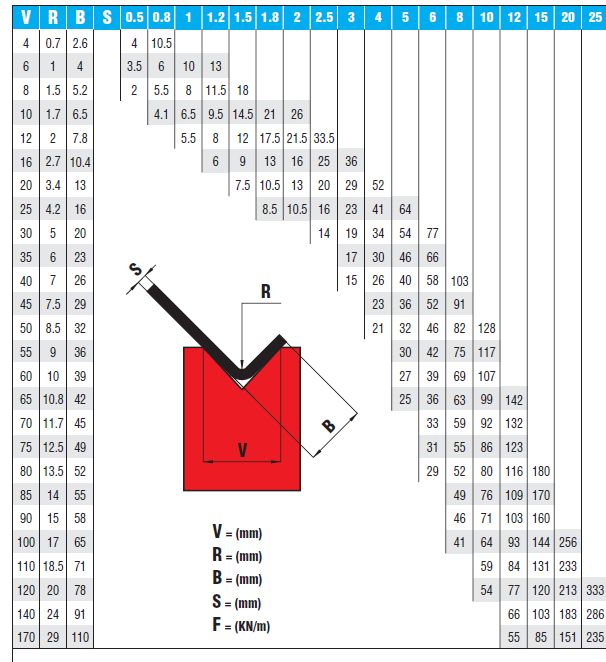 V R B S 0.5 0.8 1 1.2 1.5 1.8 2 2.5 3 4 5 6 8 10 12 15 20 25
4 0.7 2.6 4 10.5
6 1 4 3.5 6 10 13
8 1.5 5.2 2 5.5 8 11.5 18
10 1.7 6.5 4.1 6.5 9.5 14.5 21 26
12 2 7.8 5.5 8 12 17.5 21.5 33.5
16 2.7 10.4 6 9 13 16 25 36
20 3.4 13 7.5 10.5 13 20 29 52
25 4.2 16 8.5 10.5 16 23 41 64
30 5 20 14 19 34 54 77
35 6 23 17 30 46 66
40 7 26 15 26 40 58 103
45 7.5 29 23 36 52 91
50 8.5 32 21 32 46 82 128
55 9 36 30 42 75 117
60 10 39 27 39 69 107
65 10.8 42 25 36 63 99 142
70 11.7 45 33 59 92 132
75 12.5 49 31 55 86 123
80 13.5 52 29 52 80 116 180
85 14 55 49 76 109 170
90 15 58 46 71 103 160
100 17 65 41 64 93 144 256
110 18.5 71 59 84 131 233
120 20 78 54 77 120 213 333
140 24 91 66 103 183 286
170 29 110 55 85 151 235
S
R
B
V
V = (mm)
R = (mm)
B = (mm)
S = (mm)
F = (KN/m)